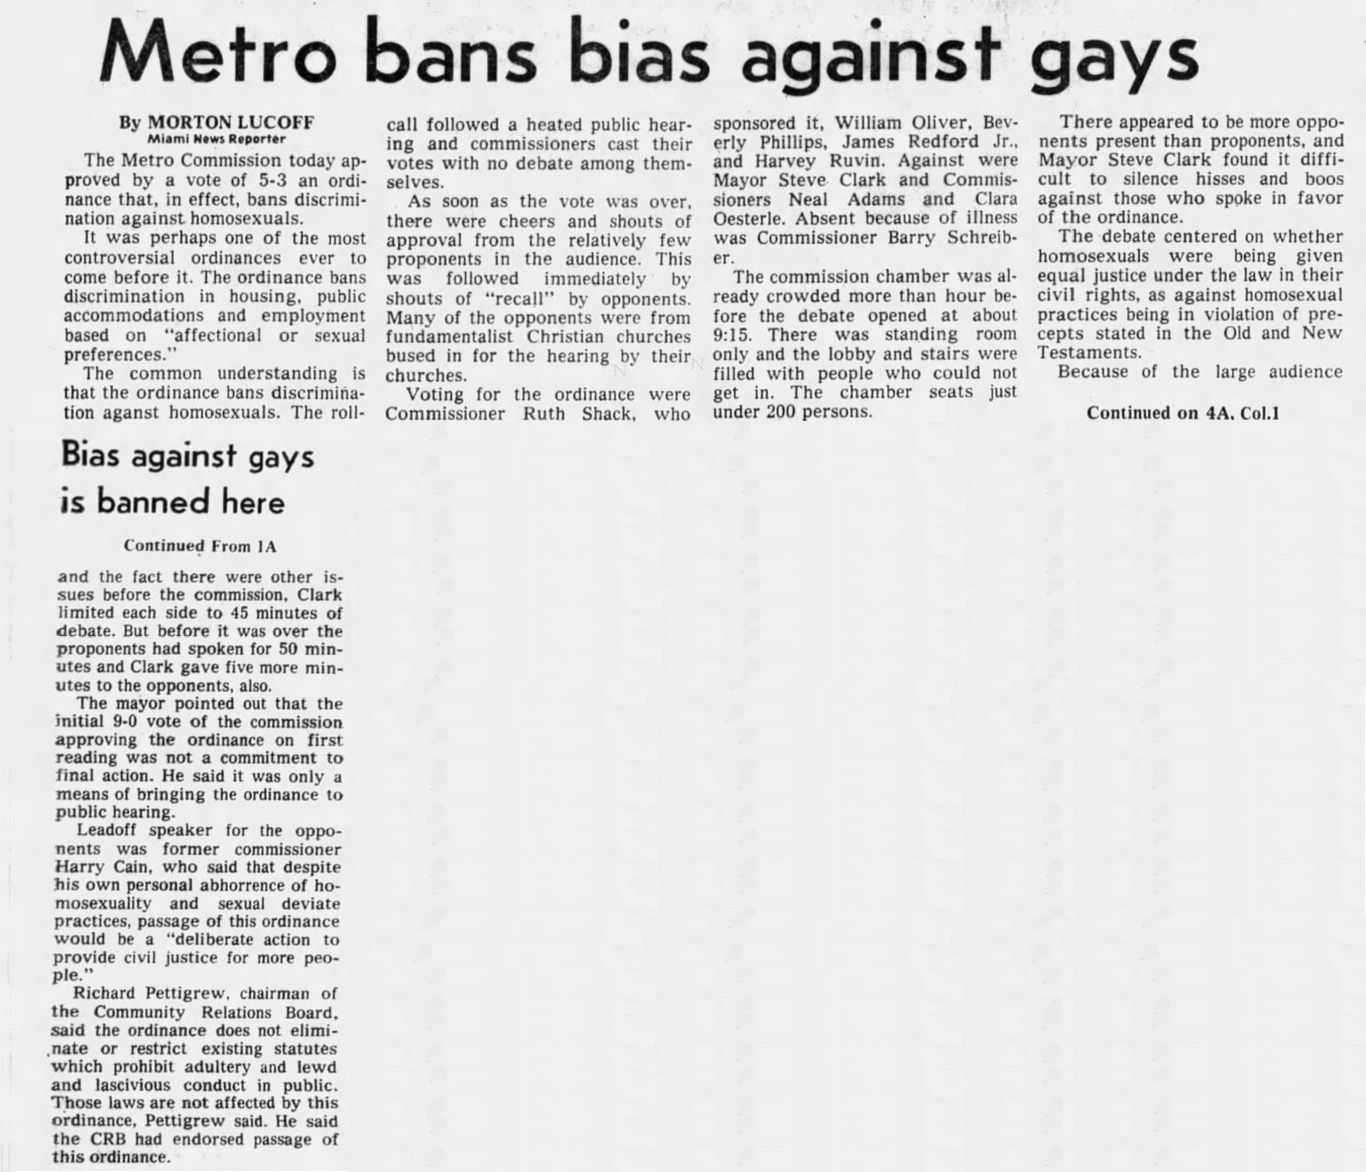 Metro bans bias against gays
By MORTON LUCOFF
Miami News Reporter
The Metro Commission today ap-
proved by a vote of 5-3 an ordi-
nance that, in effect, bans discrimi-
nation against homosexuals.
It was perhaps one of the most
controversial ordinances ever to
come before it. The ordinance bans
discrimination in housing, public
accommodations and employment
based on "affectional or sexual
preferences."
The common understanding is
that the ordinance bans discrimina-
tion aganst homosexuals. The roll-
call followed a heated public hear-
ing and commissioners cast their
votes with no debate among them-
selves.
As soon as the vote was over,
there were cheers and shouts of
approval from the relatively few
proponents in the audience. This
was followed immediately by
shouts of "recall" by opponents.
Many of the opponents were from
fundamentalist Christian churches
bused in for the hearing by their
churches.
Voting for the ordinance were
Commissioner Ruth Shack, who
sponsored it, William Oliver, Bev-
erly Phillips, James Redford Jr.,
and Harvey Ruvin. Against were
Mayor Steve Clark and Commis-
sioners Neal Adams and Clara
Oesterle. Absent because of illness
was Commissioner Barry Schreib-
er.
The commission chamber was al-
ready crowded more than hour be-
fore the debate opened at about
9:15. There was standing room
only and the lobby and stairs were
filled with people who could not
get in. The chamber seats just
under 200 persons.
There appeared to be more oppo-
nents present than proponents, and
Mayor Steve Clark found it diffi-
cult to silence hisses and boos
against those who spoke in favor
of the ordinance.
The debate centered on whether
homosexuals were being given
equal justice under the law in their
civil rights, as against homosexual
practices being in violation of pre-
cepts stated in the Old and New
Testaments.
Because of the large audience
Continued on 4A, Col.1
Bias against gays
is banned here
Continued From 1A
and the fact there were other is-
sues before the commission, Clark
limited each side to 45 minutes of
debate. But before it was over the
proponents had spoken for 50 min-
utes and Clark gave five more min-
utes to the opponents, also.
The mayor pointed out that the
initial 9-0 vote of the commission
approving the ordinance on first
reading was not a commitment to
final action. He said it was only a
means of bringing the ordinance to
public hearing.
Leadoff speaker for the oppo-
nents was former commissioner
Harry Cain, who said that despite
his own personal abhorrence of ho-
mosexuality and sexual deviate
practices, passage of this ordinance
would be a "deliberate action to
provide civil justice for more peo-
ple."
Richard Pettigrew, chairman of
the Community Relations Board,
said the ordinance does not elimi-
nate or restrict existing statutes
which prohibit adultery and lewd
and lascivious conduct in public.
Those laws are not affected by this
ordinance, Pettigrew said. He said
the CRB had endorsed passage of
this ordinance.